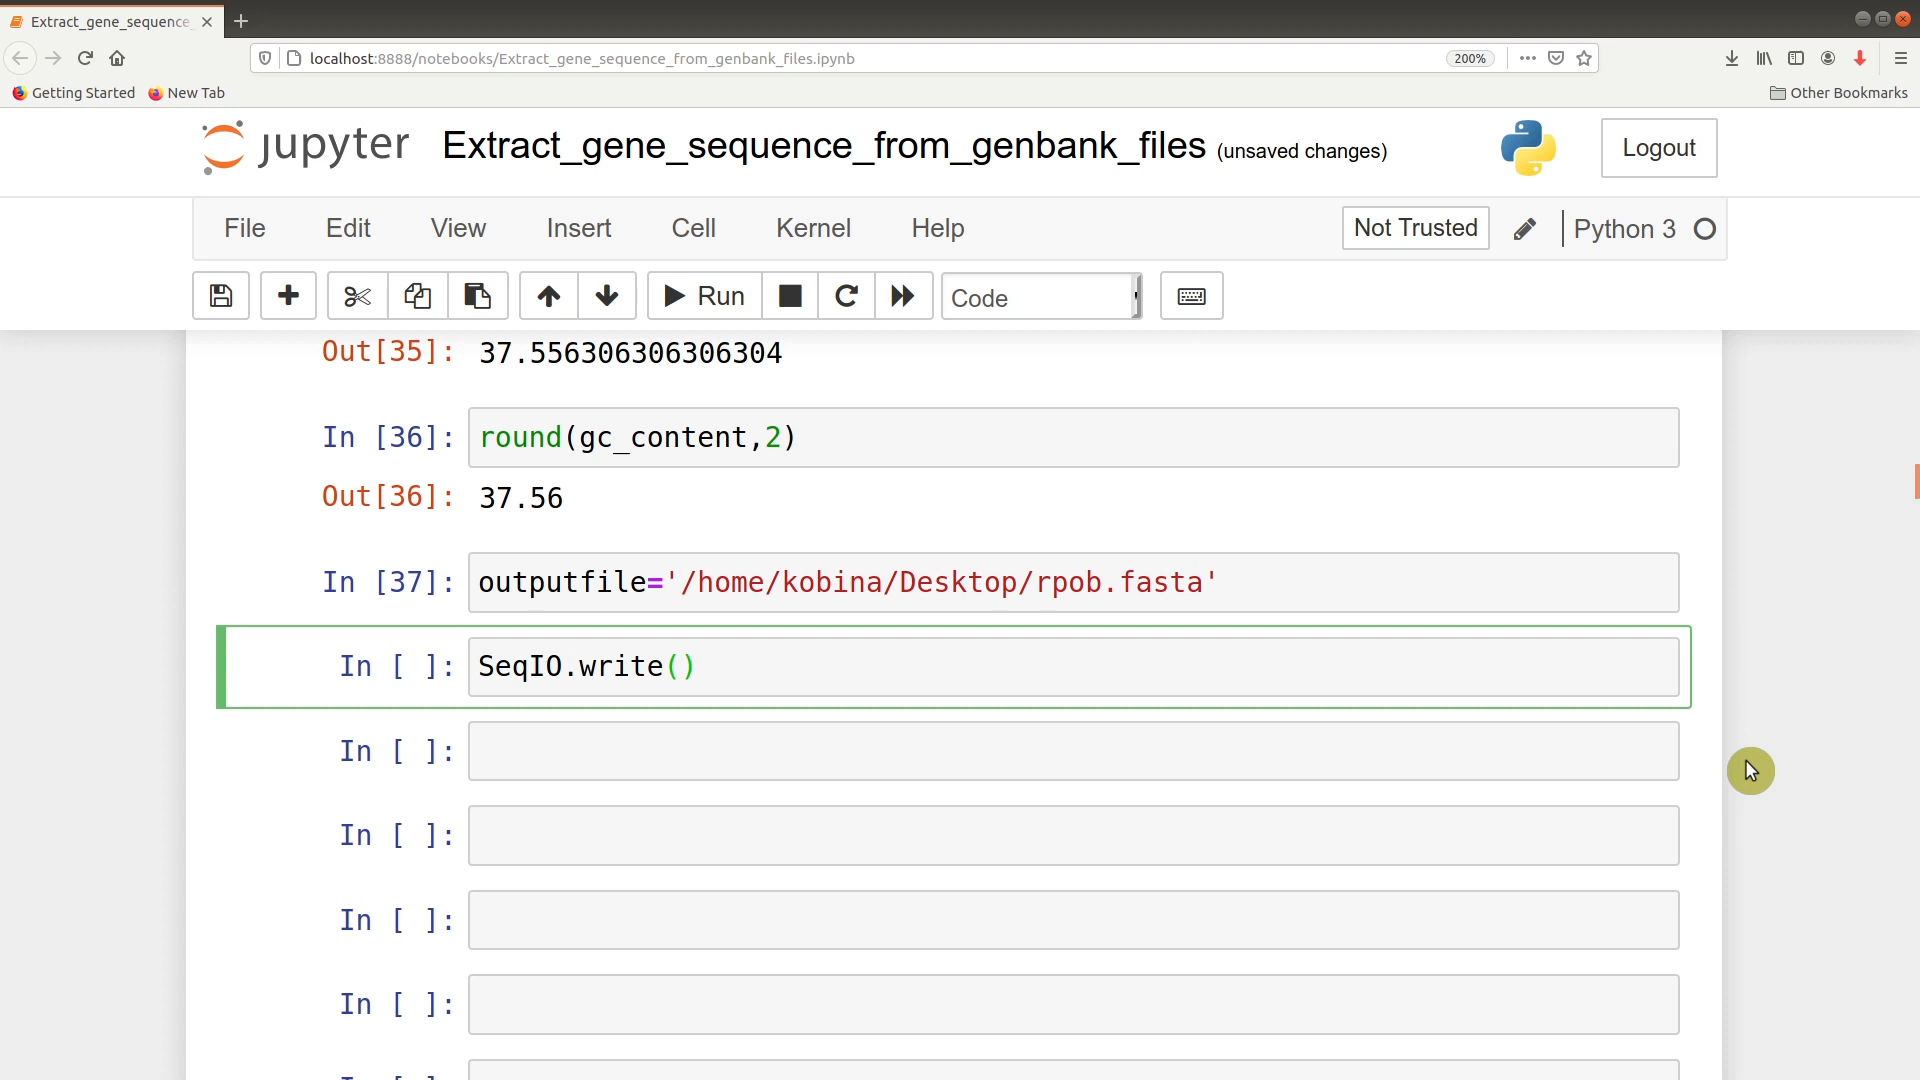 Extract_gene_sequence_
localhost:8888/notebooks/Extract_gene_sequence_from_genbank_files.ipynb
200%
Getting Started
New Tab
Other Bookmarks
jupyter
Extract_gene_sequence_from_genbank_files (unsaved changes)
Logout
File Edit View Insert Cell Kernel Help
Not Trusted
Python 3
Run
Code
Out[35]: 37.556306306306304
In [36]: round(gc_content,2)
Out[36]: 37.56
In [37]: outputfile='/home/kobina/Desktop/rpob.fasta'
In [ ]: SeqIO.write()
In [ ]:
In [ ]:
In [ ]:
In [ ]: